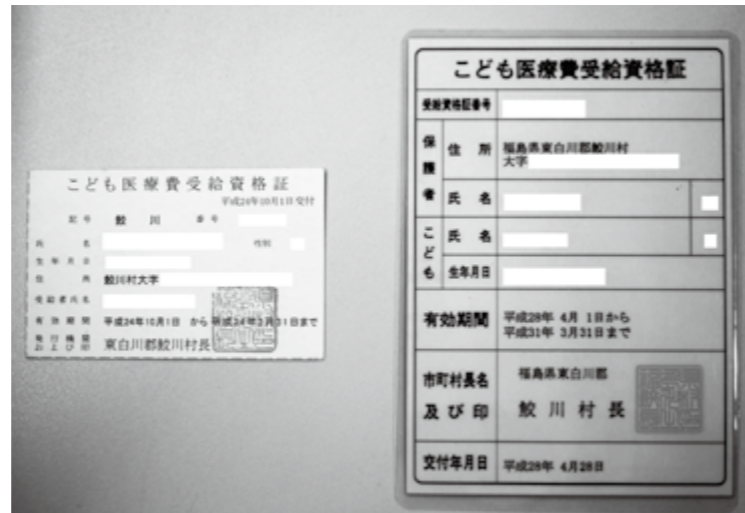 こども医療費受給資格証
平成24年10月1日交付
記号 鮫川 番号
氏名 性別
生年月日
住所 鮫川村大字
受給者氏名
有効期間 平成24年10月1日 から 平成 年3月31日まで
発行機関
および印
東白川郡鮫川村長
こども医療費受給資格証
受給資格証番号
保護者
住所 福島県東白川郡鮫川村
大字
氏名
こども
氏名
生年月日
有効期間 平成28年 4月 1日から
平成31年 3月31日まで
市町村長名
及び印
福島県東白川郡
鮫川村長
交付年月日 平成28年 4月28日